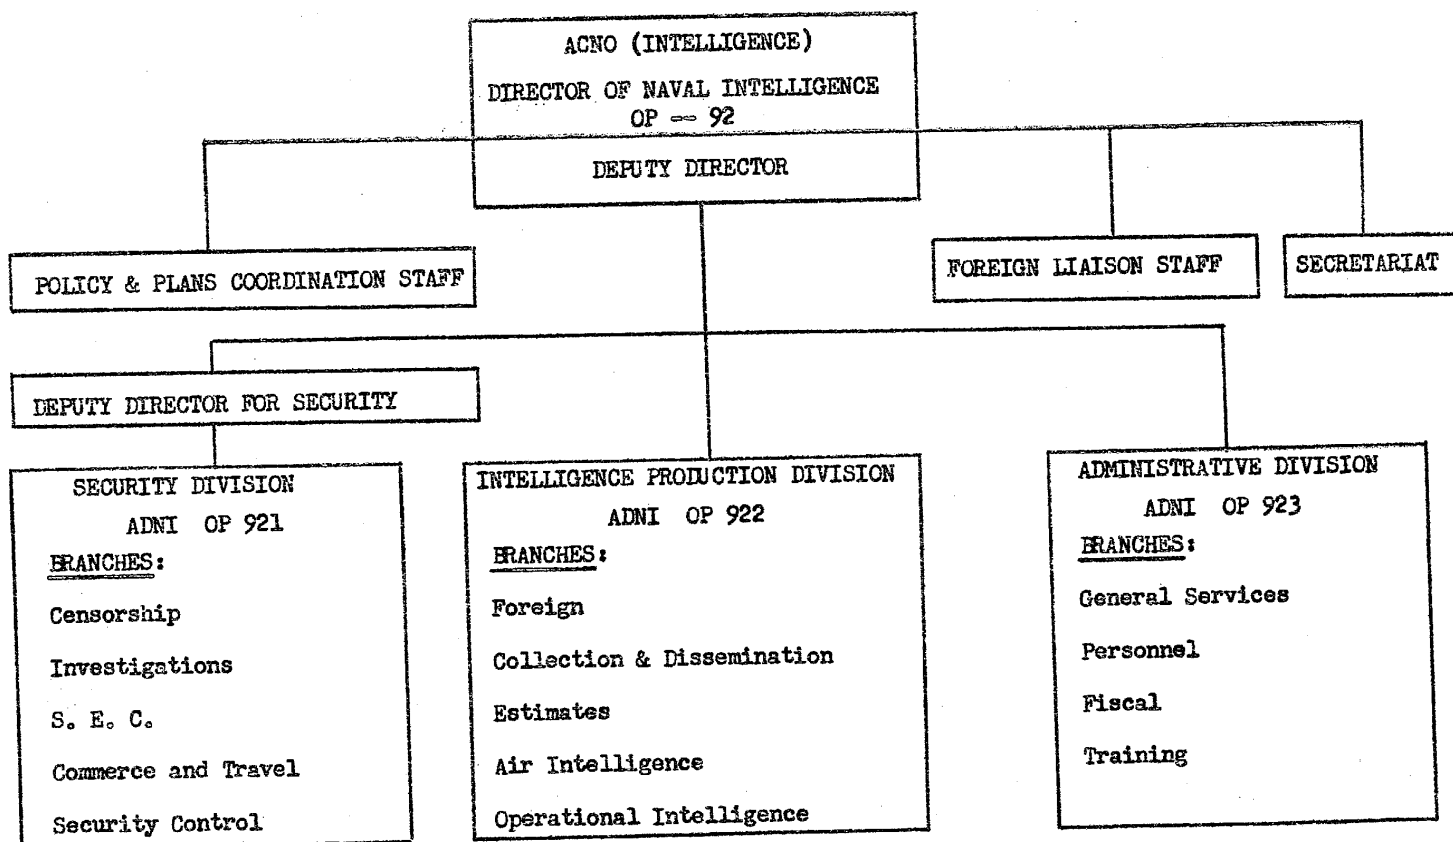 ACNO (INTELLIGENCE)
DIRECTOR OF NAVAL INTELLIGENCE
OP -- 92
DEPUTY DIRECTOR
POLICY & PLANS COORDINATION STAFF
FOREIGN LIAISON STAFF
SECRETARIAT
DEPUTY DIRECTOR FOR SECURITY
SECURITY DIVISION
ADNI OP 921
BRANCHES:
Censorship
Investigations
S. E. C.
Commerce and Travel
Security Control
INTELLIGENCE PRODUCTION DIVISION
ADNI OP 922
BRANCHES:
Foreign
Collection & Dissemination
Estimates
Air Intelligence
Operational Intelligence
ADMINISTRATIVE DIVISION
ADNI OP 923
BRANCHES:
General Services
Personnel
Fiscal
Training